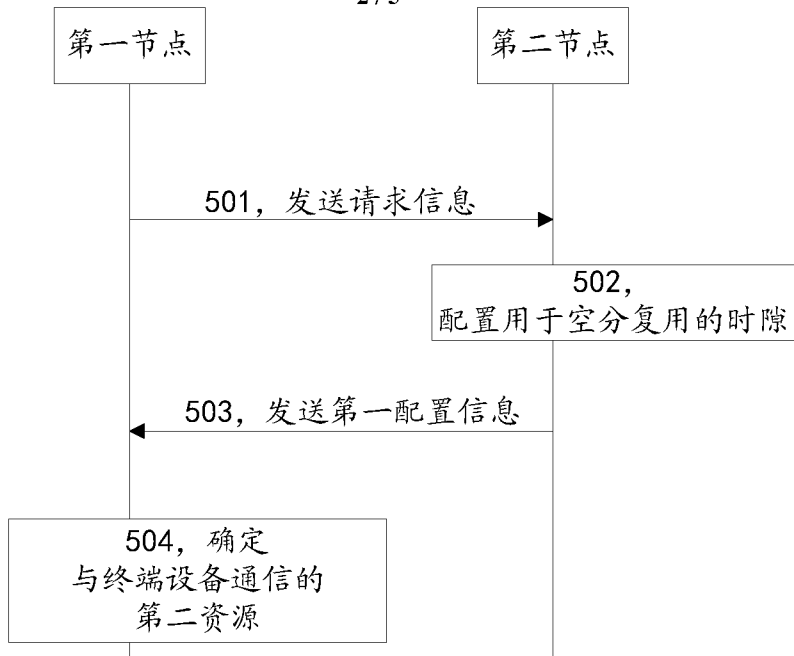 第一节点
第二节点
501，发送请求信息
502，
配置用于空分复用的时隙
503，发送第一配置信息
504，确定
与终端设备通信的
第二资源